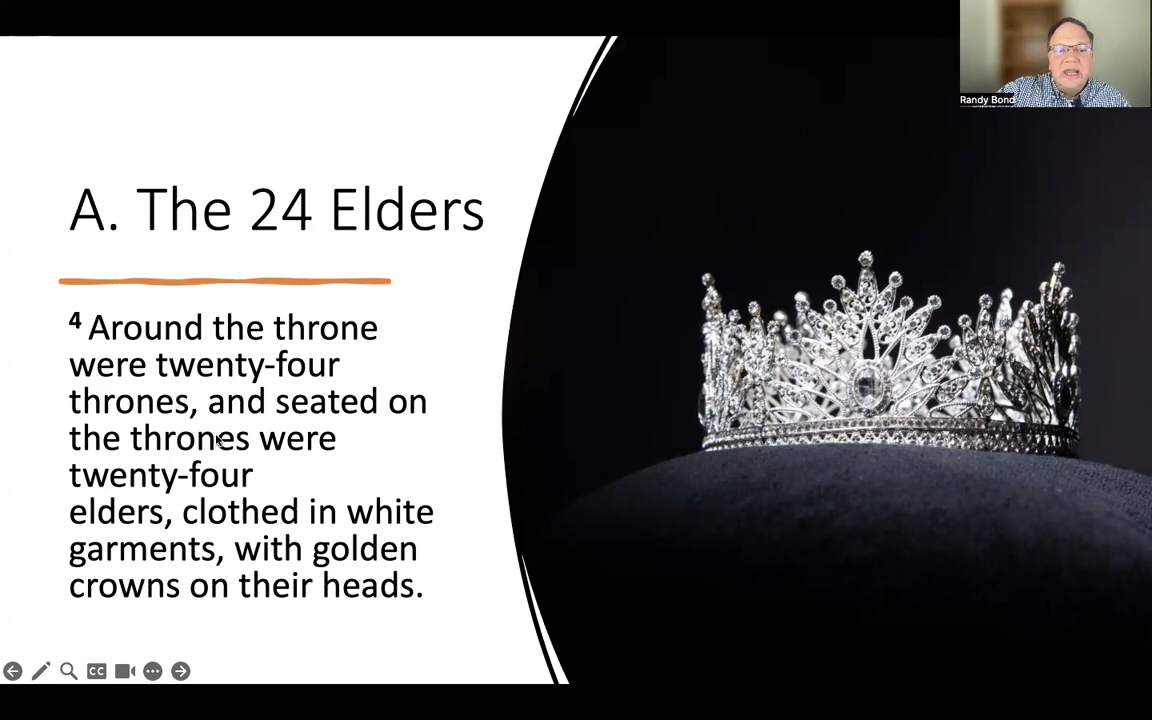 Randy Bond
A. The 24 Elders
4 Around the throne
were twenty-four
thrones, and seated on
the thrones were
twenty-four
elders, clothed in white
garments, with golden
crowns on their heads.
CC